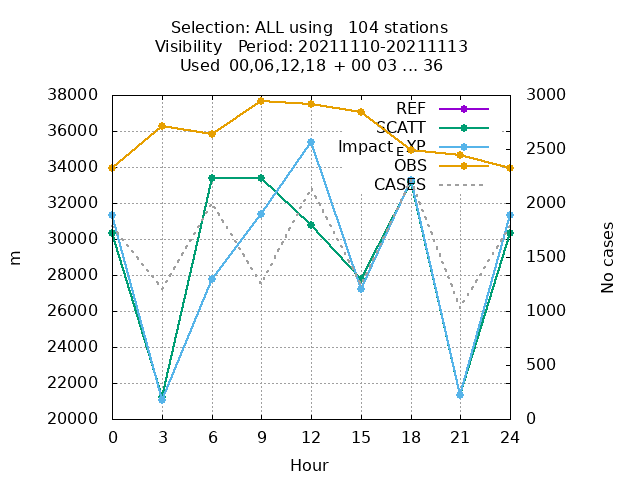 Selection: ALL using   104 stations
Visibility   Period: 20211110-20211113
Used  00,06,12,18 + 00 03 ... 36
38000
36000
34000
32000
30000
28000
26000
24000
22000
20000
3000
2500
2000
1500
1000
500
0
REF
SCATT
Impact_EXP
OBS
CASES
m
No cases
0 3 6 9 12 15 18 21 24
Hour